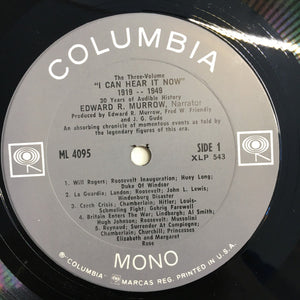 COLUMBIA
The Three-Volume
"I CAN HEAR IT NOW"
1919 -- 1949
30 Years of Audible History
EDWARD R. MURROW, Narrator
Produced by Edward R. Murrow, Fred W. Friendly
and J. G. Gude
An absorbing chronicle of momentous events as told by
the legendary figures of this era.
ML 4095
SIDE 1
XLP 543
1. Will Rogers; Roosevelt Inauguration; Huey Long;
Duke Of Windsor
2. La Guardia; Landon; Roosevelt; John L. Lewis;
Hindenburg Disaster
3. Czech Crisis, Chamberlain; Hitler; Louis-
Schmeling Fight; Gehrig Farewell
4. Britain Enters The War; Lindbergh; Al Smith;
Hugh Johnson; Roosevelt; Mussolini
5. Reynaud; Surrender At Compiegne;
Chamberlain; Churchill; Princesses
Elizabeth and Margaret
Rose
MONO
® "COLUMBIA", MARCAS REG. PRINTED IN U.S.A.